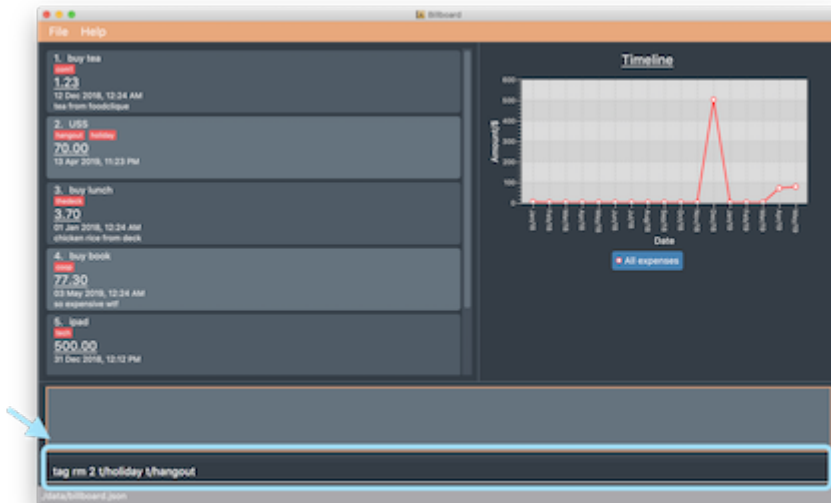 Billboard
File Help
1. buy tea
1.23
12 Dec 2018, 12:24 AM
tea from foodclique
2. USS
hangout holiday
70.00
13 Apr 2019, 11:23 PM
3. buy lunch
thedeck
3.70
01 Jan 2019, 12:24 AM
chicken rice from deck
4. buy book
coop
77.30
03 May 2019, 12:24 AM
so expensive wtf
5. ipad
tech
500.00
31 Dec 2018, 12:12 PM
Timeline
Amount/$
600
500
400
300
200
100
0
Date
All expenses
tag rm 2 t/holiday t/hangout
./data/billboard.json